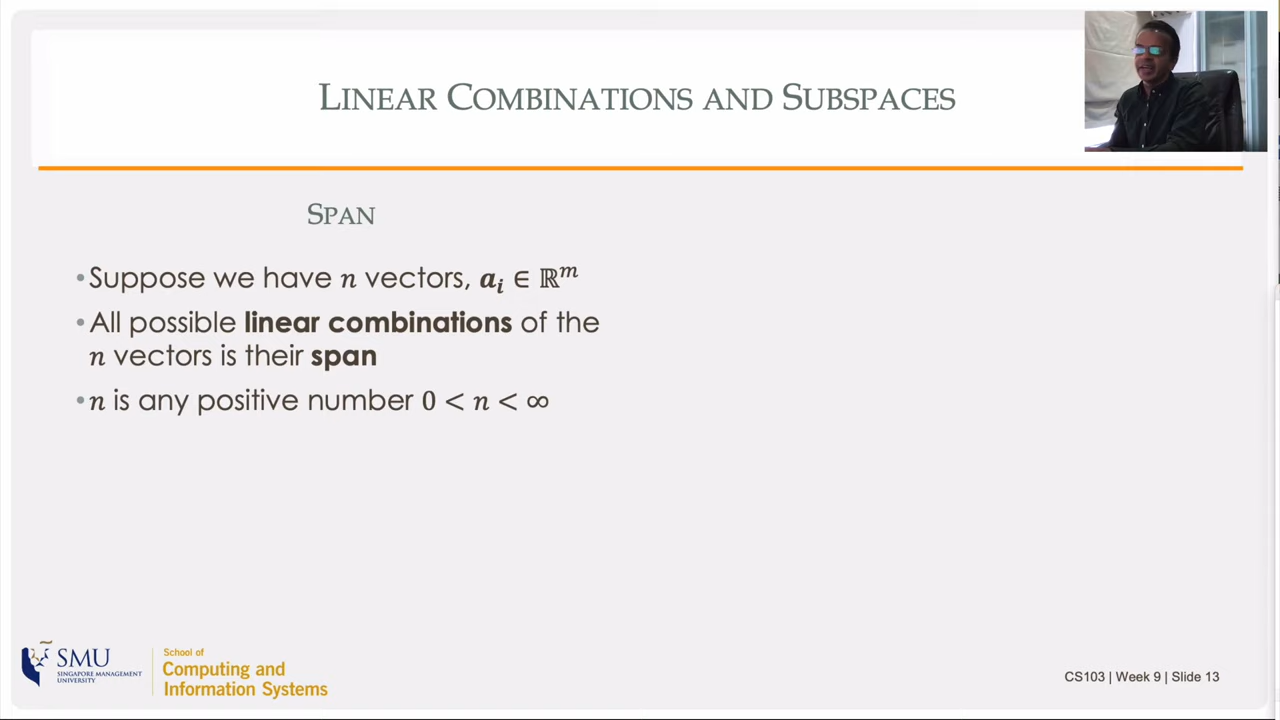 LINEAR COMBINATIONS AND SUBSPACES
SPAN
•Suppose we have n vectors, aᵢ ∈ ℝᵐ
•All possible linear combinations of the
n vectors is their span
•n is any positive number 0 < n < ∞
SMU
SINGAPORE MANAGEMENT
UNIVERSITY
School of
Computing and
Information Systems
CS103 | Week 9 | Slide 13